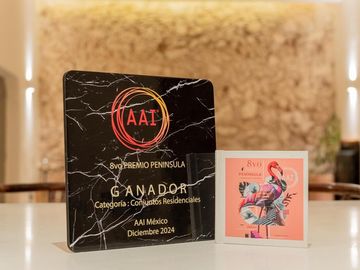 AAI
8vo PREMIO PENINSULA
GANADOR
Categoría : Conjuntos Residenciales
AAI México
Diciembre 2024
8vo
PENINSULA